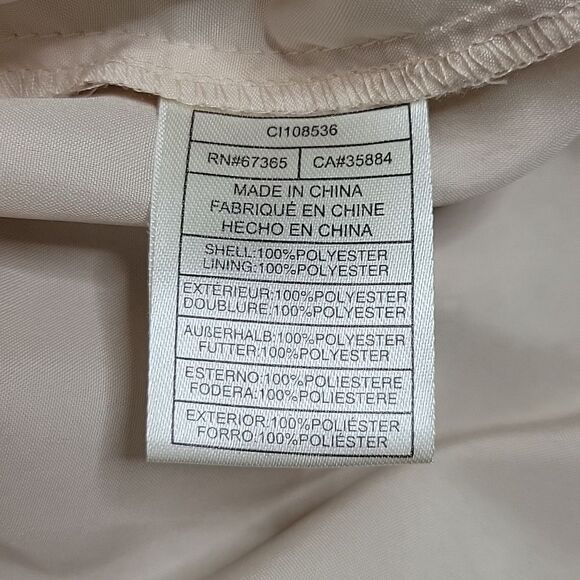 CI108536
RN#67365 CA#35884
MADE IN CHINA
FABRIQUÉ EN CHINE
HECHO EN CHINA
SHELL:100%POLYESTER
LINING:100%POLYESTER
EXTÉRIEUR:100%POLYESTER
DOUBLURE:100%POLYESTER
AUßERHALB:100%POLYESTER
FUTTER:100%POLYESTER
ESTERNO:100%POLIESTERE
FODERA:100%POLIESTERE
EXTERIOR:100%POLIÉSTER
FORRO:100%POLIÉSTER